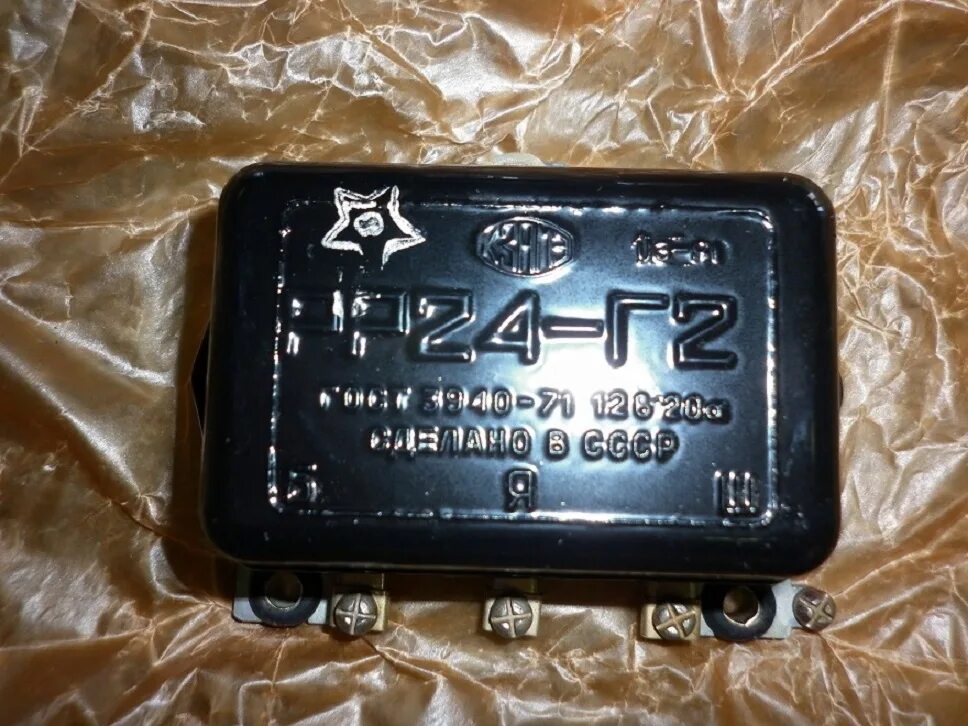 КЗАТЭ
РР24-Г2
ГОСТ 3940-71 12в 20а
СДЕЛАНО В СССР
Б Я Ш